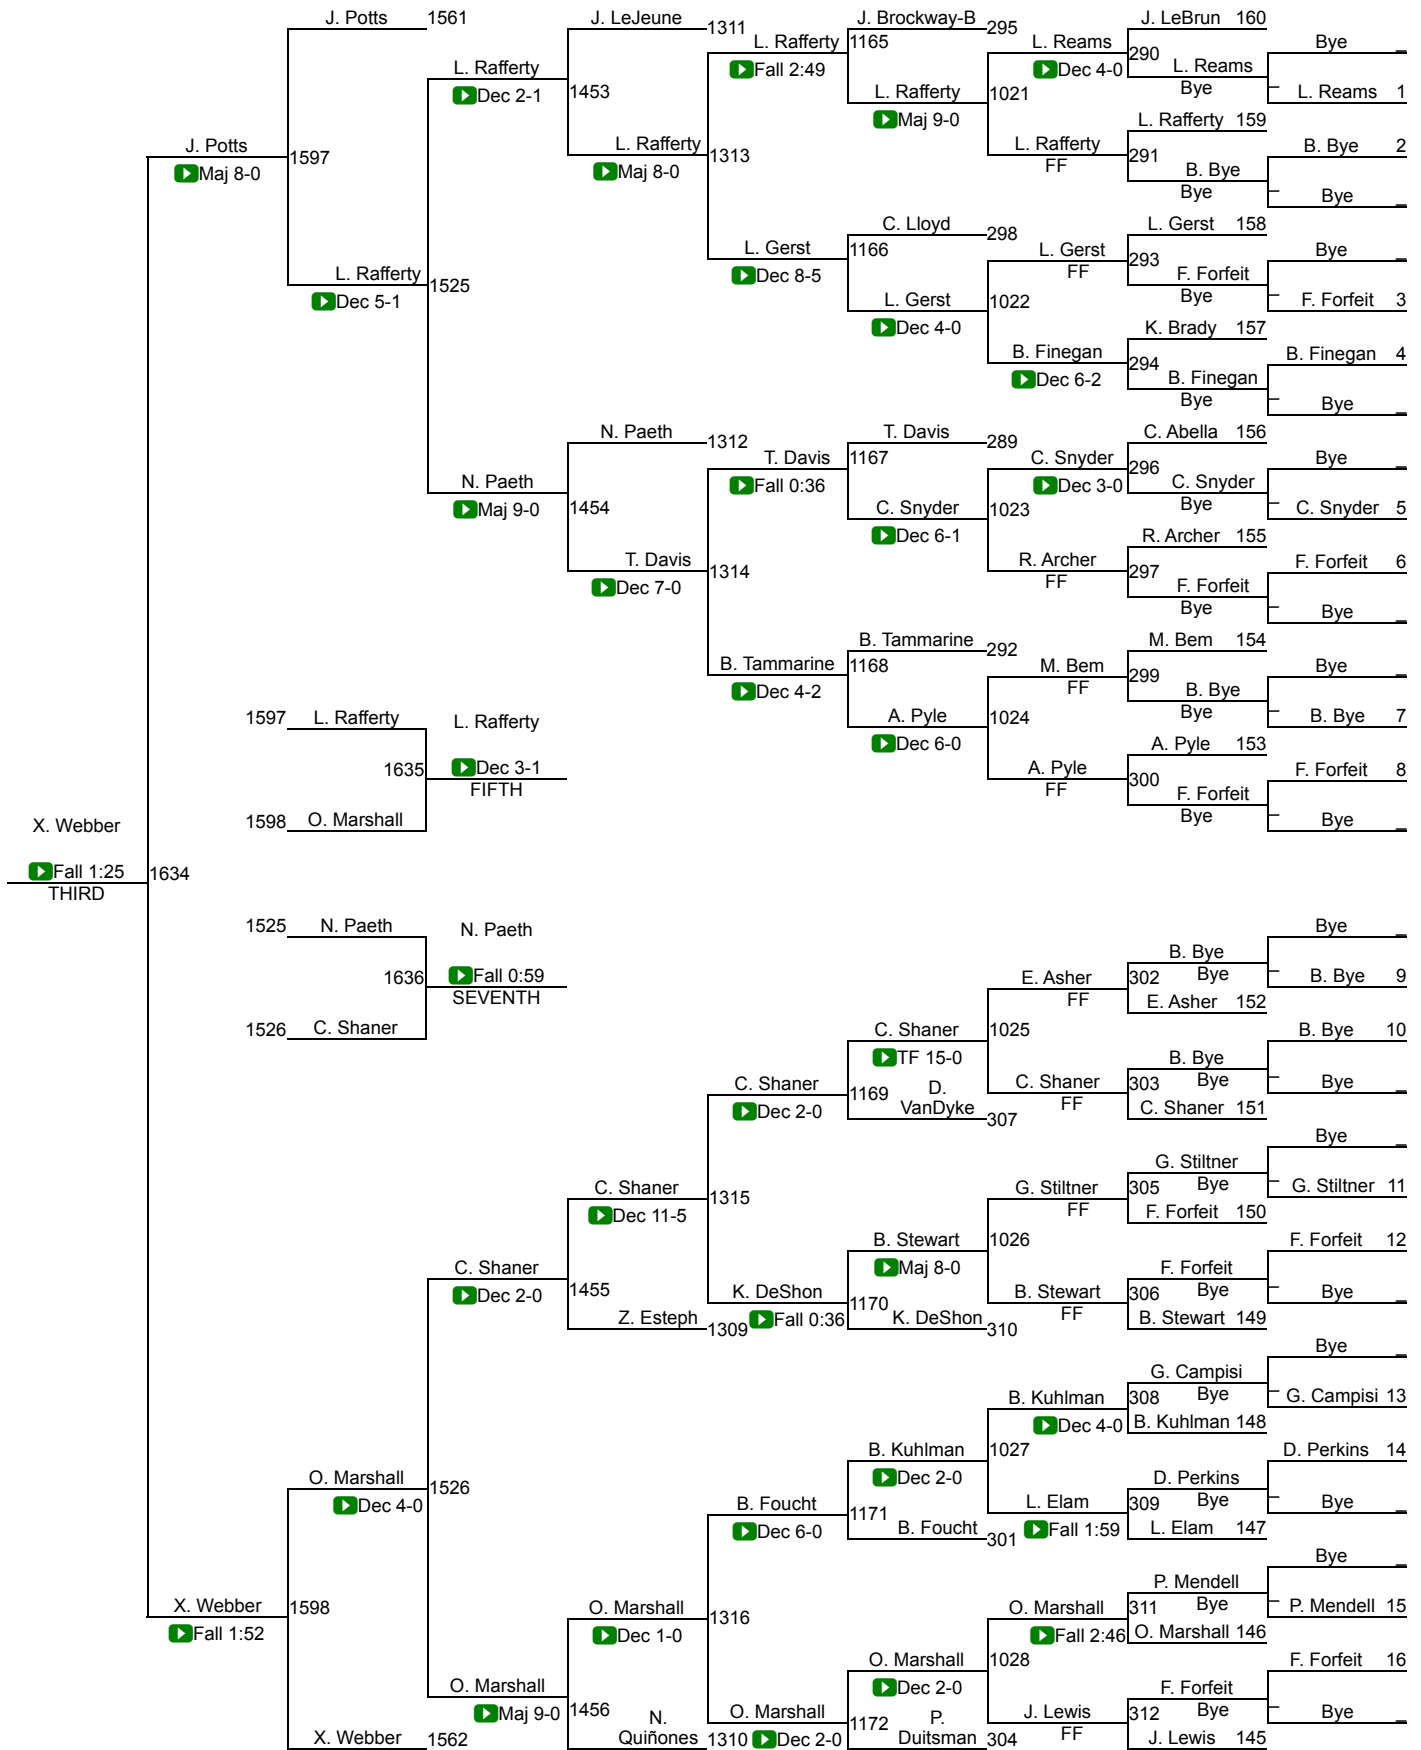 J. Potts 1561
J. LeJeune 1311
J. Brockway-B 295
J. LeBrun 160
Bye _
L. Rafferty 1165
L. Reams 290
Fall 2:49
Dec 4-0
L. Rafferty
Dec 2-1
1453
L. Reams
Bye
_
L. Reams 1
L. Rafferty 1021
Maj 9-0
L. Rafferty 159
J. Potts
Maj 8-0
1597
L. Rafferty 1313
Maj 8-0
L. Rafferty 291
FF
B. Bye 2
B. Bye
Bye
_
Bye _
C. Lloyd 298
L. Gerst 158
L. Gerst 1166
Dec 8-5
L. Gerst 293
FF
Bye _
L. Rafferty 1525
Dec 5-1
F. Forfeit
Bye
_
F. Forfeit 3
L. Gerst 1022
Dec 4-0
K. Brady 157
B. Finegan 294
Dec 6-2
B. Finegan 4
B. Finegan
Bye
_
Bye _
N. Paeth 1312
T. Davis 289
C. Abella 156
T. Davis 1167
Fall 0:36
C. Snyder 296
Dec 3-0
Bye _
N. Paeth 1454
Maj 9-0
C. Snyder
Bye
_
C. Snyder 5
C. Snyder 1023
Dec 6-1
R. Archer 155
T. Davis 1314
Dec 7-0
R. Archer 297
FF
F. Forfeit 6
F. Forfeit
Bye
_
Bye _
B. Tammarine 292
M. Bem 154
B. Tammarine 1168
Dec 4-2
M. Bem 299
FF
Bye _
B. Bye
Bye
_
B. Bye 7
1597 L. Rafferty
L. Rafferty
A. Pyle 1024
Dec 6-0
A. Pyle 153
1635
Dec 3-1
FIFTH
A. Pyle 300
FF
F. Forfeit 8
F. Forfeit
Bye
_
Bye _
1598 O. Marshall
X. Webber
Fall 1:25
THIRD
1634
1525 N. Paeth
N. Paeth
Bye _
1636
Fall 0:59
SEVENTH
B. Bye
Bye
_
B. Bye 9
E. Asher 302
FF
E. Asher 152
1526 C. Shaner
C. Shaner 1025
TF 15-0
B. Bye 10
B. Bye
Bye
_
Bye _
C. Shaner 1169
Dec 2-0
D.
VanDyke 307
C. Shaner 303
FF
C. Shaner 151
Bye _
G. Stiltner
Bye
_
G. Stiltner 11
C. Shaner 1315
Dec 11-5
G. Stiltner 305
FF
F. Forfeit 150
B. Stewart 1026
Maj 8-0
F. Forfeit 12
C. Shaner 1455
Dec 2-0
F. Forfeit
Bye
_
Bye _
K. DeShon 1170
Fall 0:36
B. Stewart 306
FF
Z. Esteph 1309
K. DeShon 310
B. Stewart 149
Bye _
G. Campisi
Bye
_
G. Campisi 13
B. Kuhlman 308
Dec 4-0
B. Kuhlman 148
B. Kuhlman 1027
Dec 2-0
D. Perkins 14
O. Marshall 1526
Dec 4-0
D. Perkins
Bye
_
Bye _
B. Foucht 1171
Dec 6-0
B. Foucht 301
L. Elam 309
Fall 1:59
L. Elam 147
Bye _
P. Mendell
Bye
_
P. Mendell 15
X. Webber 1598
Fall 1:52
O. Marshall 1316
Dec 1-0
O. Marshall 311
Fall 2:46
O. Marshall 146
O. Marshall 1028
Dec 2-0
F. Forfeit 16
O. Marshall 1456
Maj 9-0
F. Forfeit
Bye
_
Bye _
O. Marshall 1172
Dec 2-0
J. Lewis 312
FF
X. Webber 1562
N.
Quiñones 1310
P.
Duitsman 304
J. Lewis 145